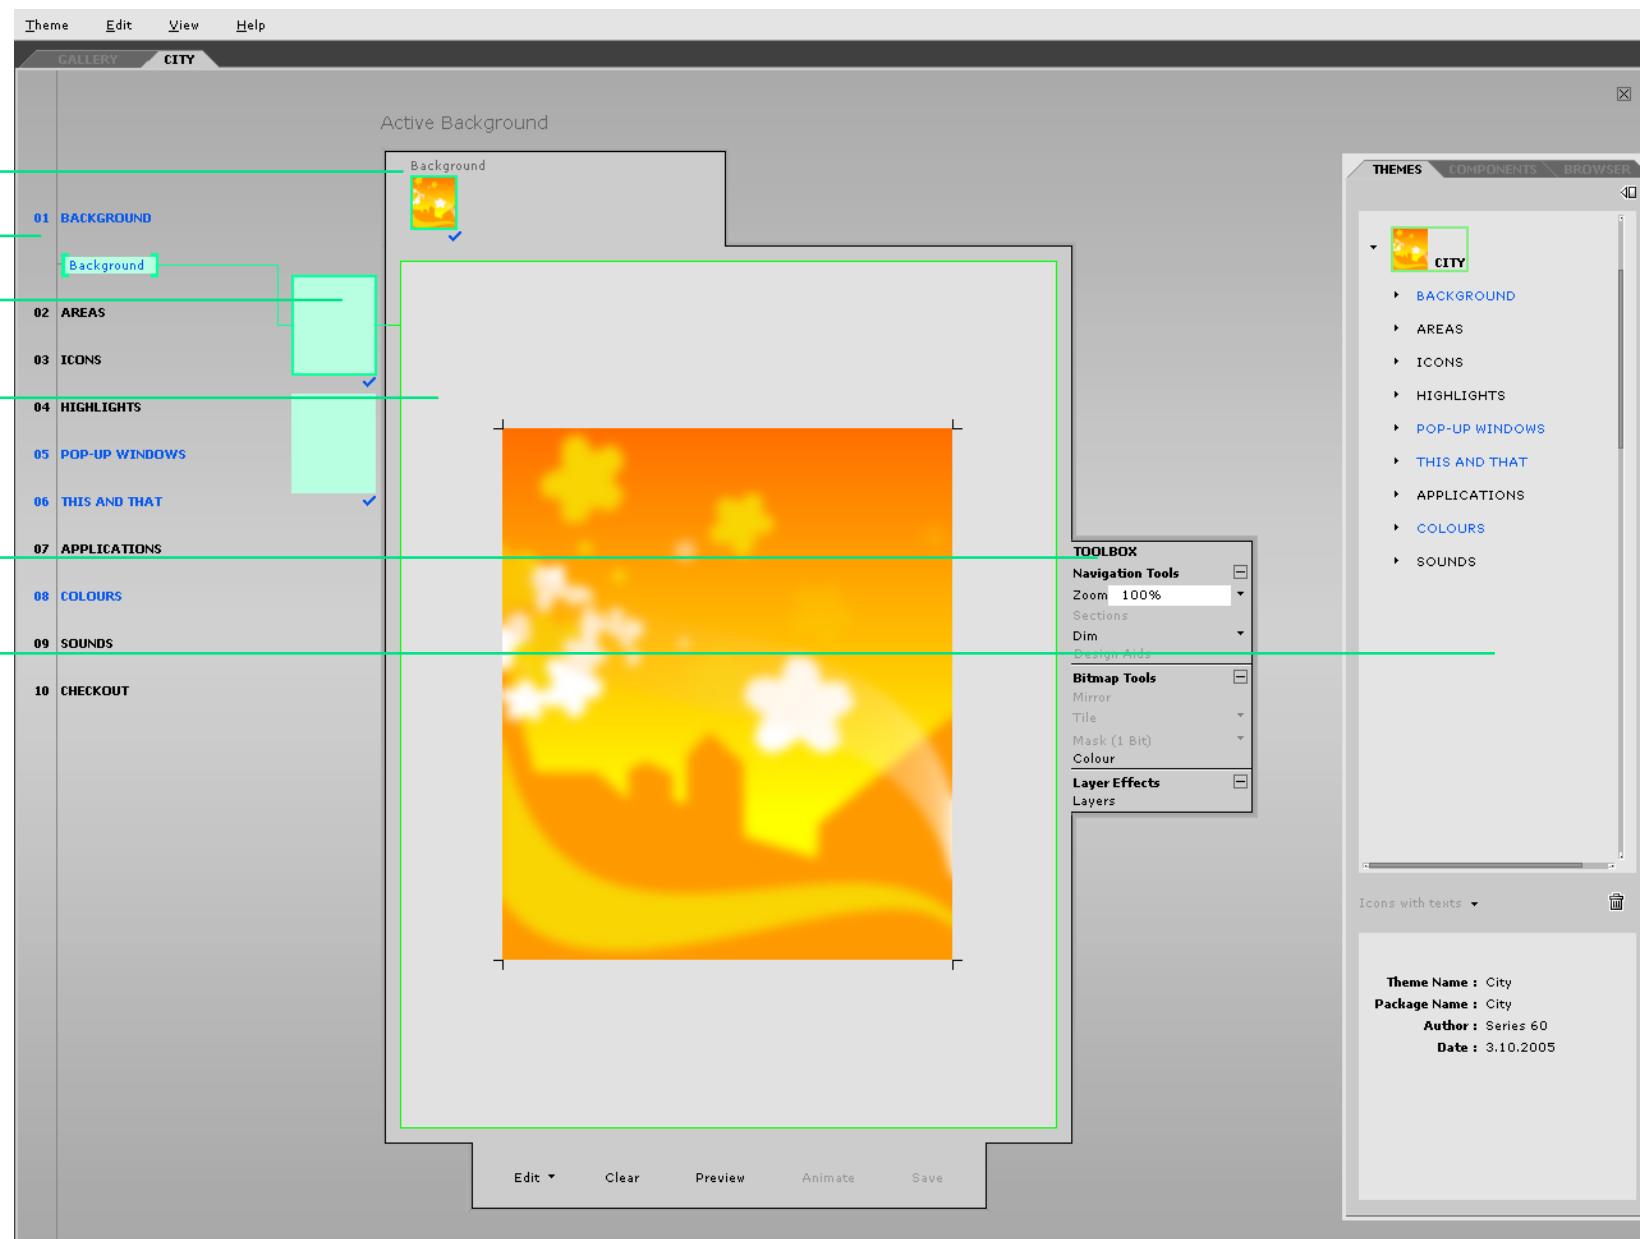 Theme Edit View Help
GALLERY CITY
Active Background
Background
01 BACKGROUND
Background
02 AREAS
03 ICONS
04 HIGHLIGHTS
05 POP-UP WINDOWS
06 THIS AND THAT
07 APPLICATIONS
08 COLOURS
09 SOUNDS
10 CHECKOUT
TOOLBOX
Navigation Tools
Zoom 100%
Sections
Dim
Design Aids
Bitmap Tools
Mirror
Tile
Mask (1 Bit)
Colour
Layer Effects
Layers
Edit Clear Preview Animate Save
THEMES COMPONENTS BROWSER
CITY
BACKGROUND
AREAS
ICONS
HIGHLIGHTS
POP-UP WINDOWS
THIS AND THAT
APPLICATIONS
COLOURS
SOUNDS
Icons with texts
Theme Name : City
Package Name : City
Author : Series 60
Date : 3.10.2005